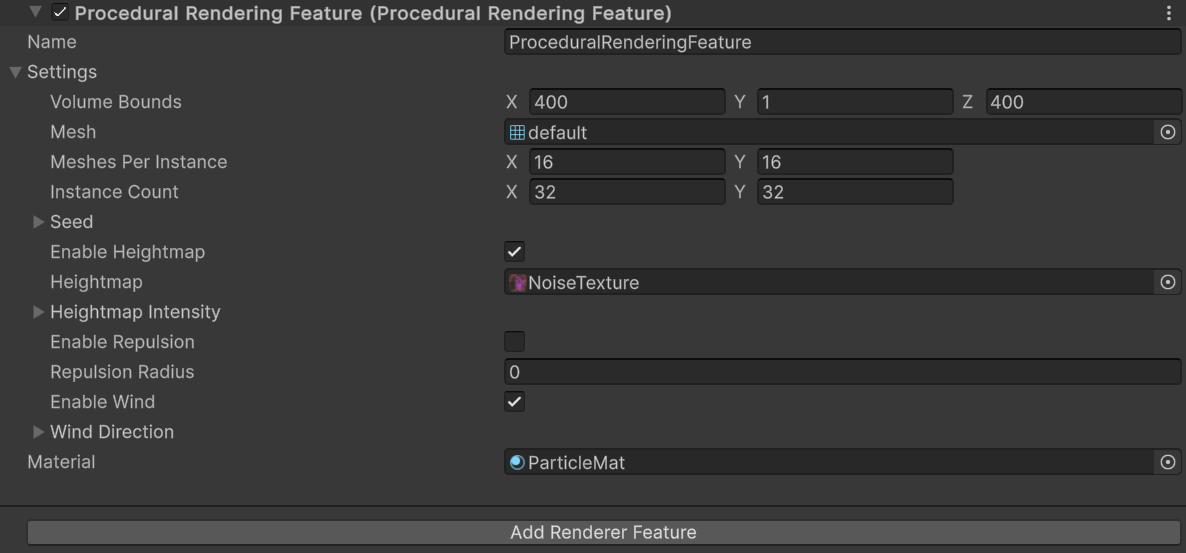 Procedural Rendering Feature (Procedural Rendering Feature)
Name ProceduralRenderingFeature
Settings
Volume Bounds X 400 Y 1 Z 400
Mesh default
Meshes Per Instance X 16 Y 16
Instance Count X 32 Y 32
Seed
Enable Heightmap
Heightmap NoiseTexture
Heightmap Intensity
Enable Repulsion
Repulsion Radius 0
Enable Wind
Wind Direction
Material ParticleMat
Add Renderer Feature